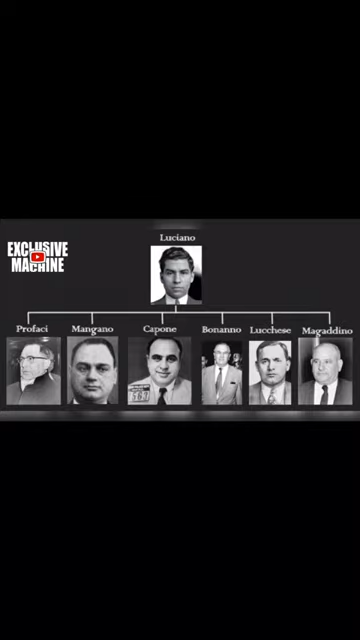 EXCLUSIVE
MACHINE
Luciano
Profaci Mangano Capone Bonanno Lucchese Magaddino